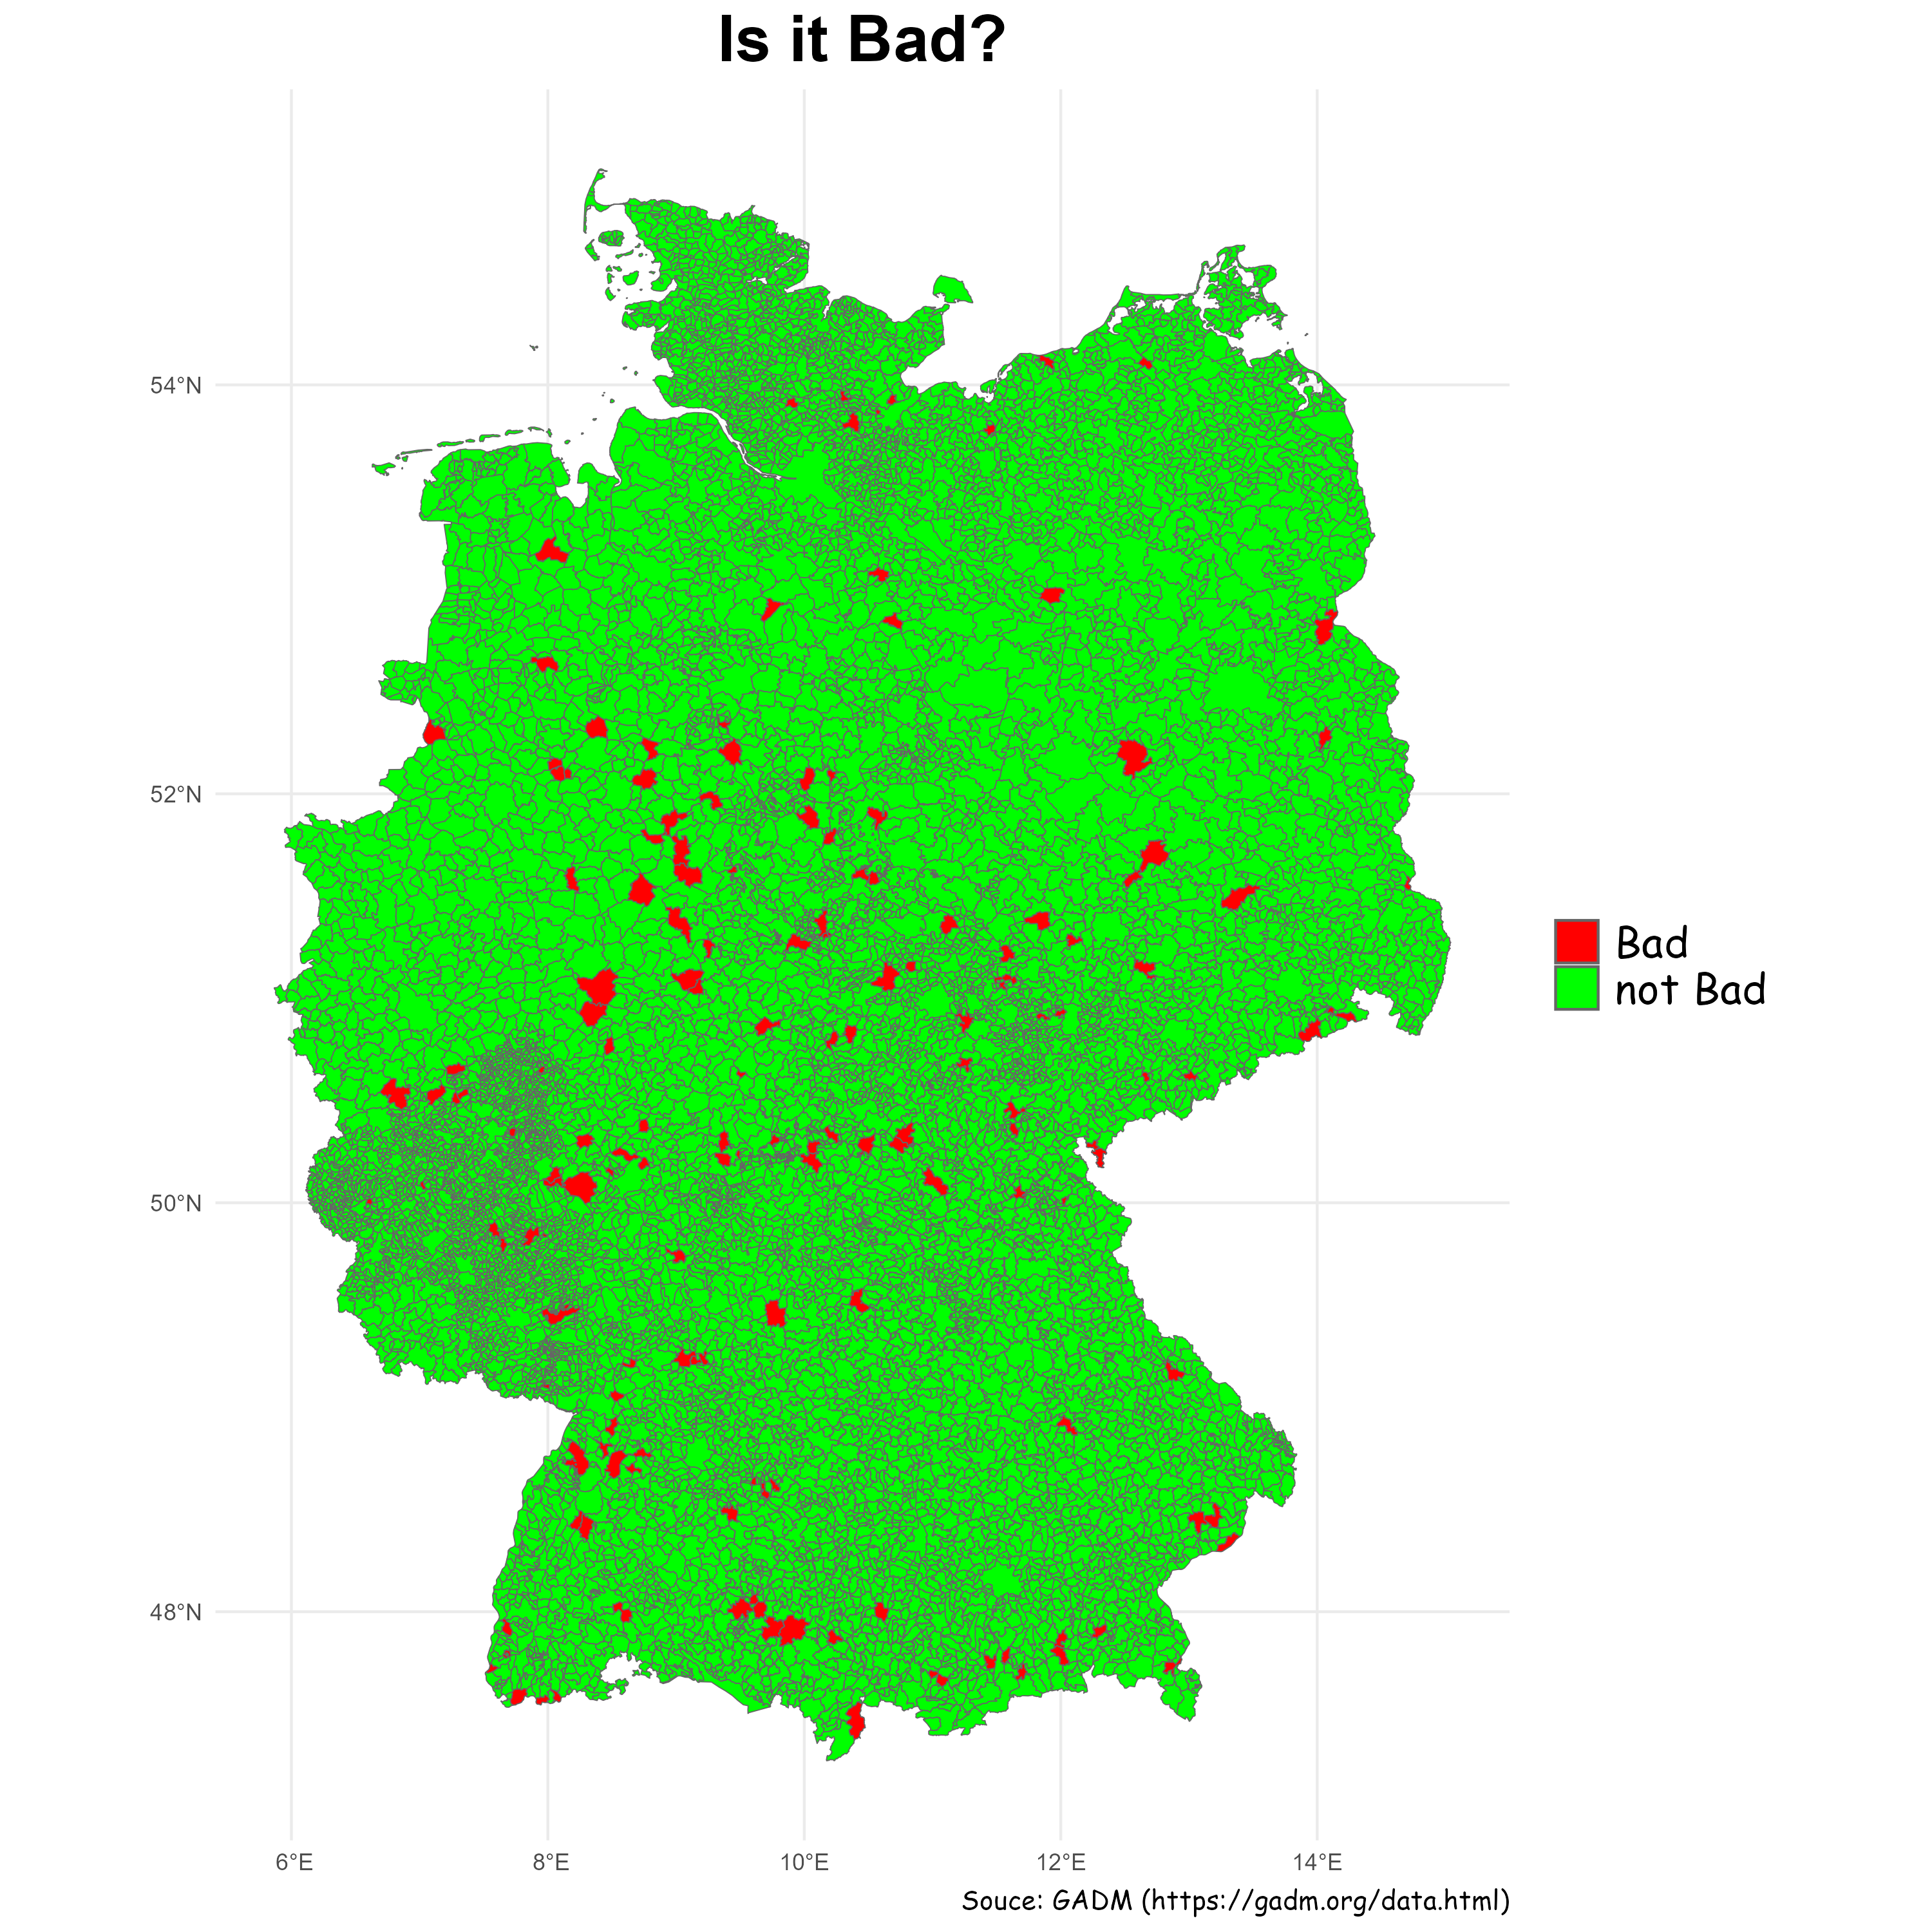 Is it Bad?
54°N
52°N
50°N
48°N
6°E
8°E
10°E
12°E
14°E
Bad
not Bad
Souce: GADM (https://gadm.org/data.html)